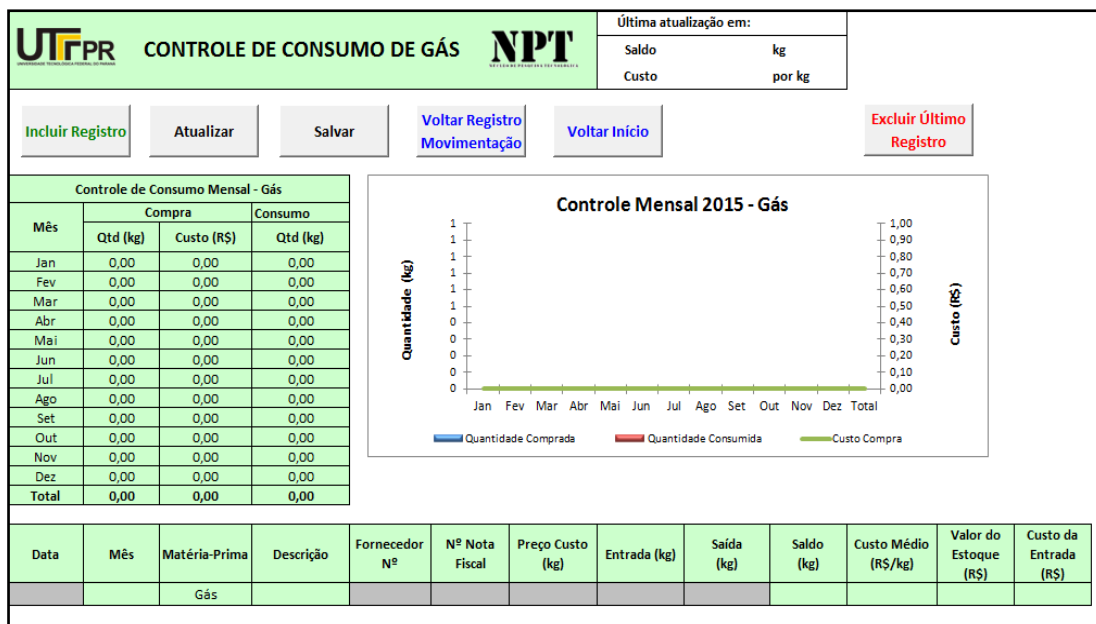 UTFPR
UNIVERSIDADE TECNOLÓGICA FEDERAL DO PARANÁ
CONTROLE DE CONSUMO DE GÁS
NPT
NÚCLEO DE PESQUISA TECNOLÓGICA
Última atualização em:
Saldo kg
Custo por kg
Incluir Registro
Atualizar
Salvar
Voltar Registro
Movimentação
Voltar Início
Excluir Último
Registro
Controle de Consumo Mensal - Gás
Mês Compra Consumo
Qtd (kg) Custo (R$) Qtd (kg)
Jan 0,00 0,00 0,00
Fev 0,00 0,00 0,00
Mar 0,00 0,00 0,00
Abr 0,00 0,00 0,00
Mai 0,00 0,00 0,00
Jun 0,00 0,00 0,00
Jul 0,00 0,00 0,00
Ago 0,00 0,00 0,00
Set 0,00 0,00 0,00
Out 0,00 0,00 0,00
Nov 0,00 0,00 0,00
Dez 0,00 0,00 0,00
Total 0,00 0,00 0,00
Controle Mensal 2015 - Gás
Quantidade (kg)
1 1,00
1 0,90
1 0,80
1 0,70
1 0,60
1 0,50
0 0,40
0 0,30
0 0,20
0 0,10
0 0,00
Custo (R$)
Jan Fev Mar Abr Mai Jun Jul Ago Set Out Nov Dez Total
Quantidade Comprada Quantidade Consumida Custo Compra
Data
Mês
Matéria-Prima
Descrição
Fornecedor
Nº
Nº Nota
Fiscal
Preço Custo
(kg)
Entrada (kg)
Saída
(kg)
Saldo
(kg)
Custo Médio
(R$/kg)
Valor do
Estoque
(R$)
Custo da
Entrada
(R$)
Gás